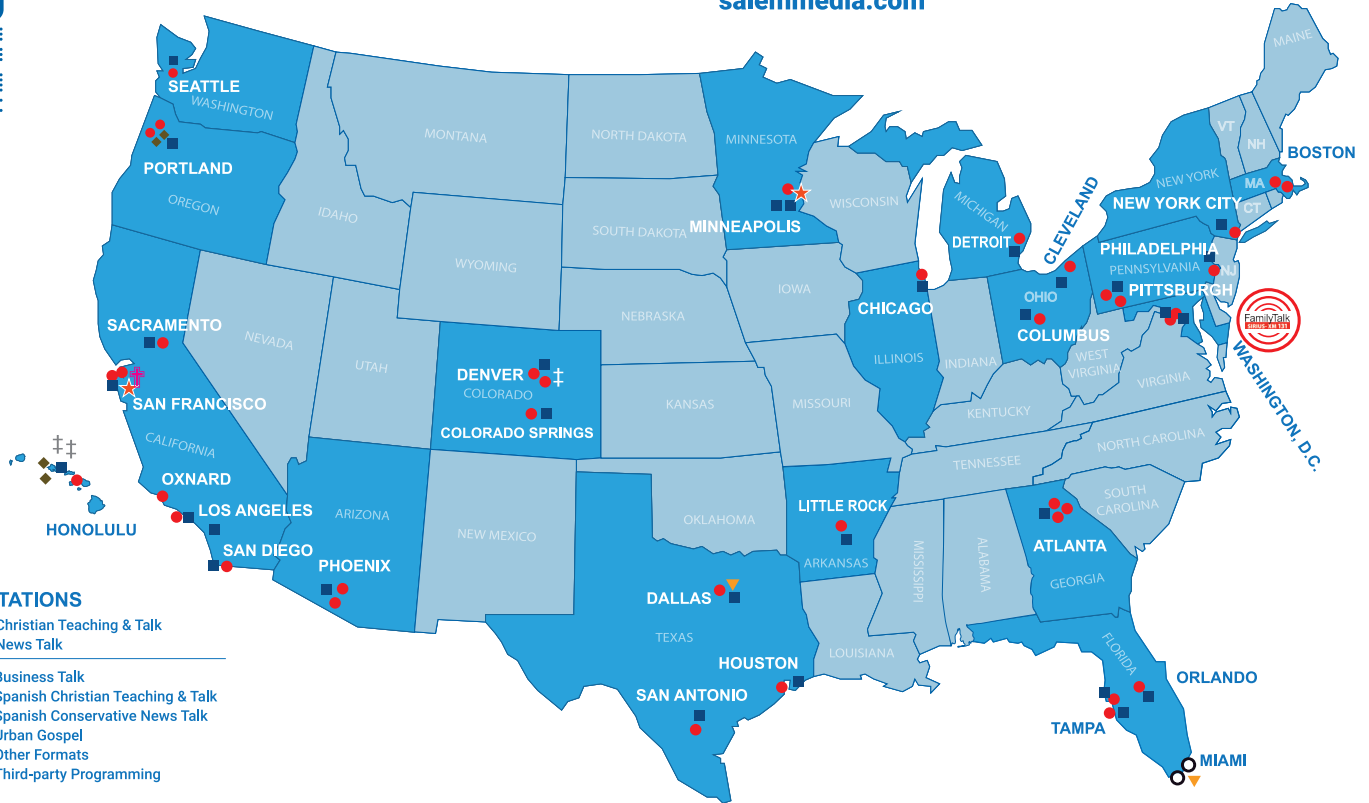 salemmedia.com
MAINE
SEATTLE
WASHINGTON
MONTANA
NORTH DAKOTA
MINNESOTA
VT
NH
BOSTON
PORTLAND
OREGON
IDAHO
WYOMING
SOUTH DAKOTA
MINNEAPOLIS
WISCONSIN
MICHIGAN
DETROIT
CLEVELAND
NEW YORK
MA
CT
NEW YORK CITY
PHILADELPHIA
PENNSYLVANIA
NJ
PITTSBURGH
FamilyTalk
SIRIUS-XM 131
WASHINGTON, D.C.
IOWA
NEBRASKA
CHICAGO
ILLINOIS
INDIANA
OHIO
COLUMBUS
WEST
VIRGINIA
VIRGINIA
SACRAMENTO
NEVADA
UTAH
DENVER
COLORADO
COLORADO SPRINGS
KANSAS
MISSOURI
KENTUCKY
NORTH CAROLINA
TENNESSEE
SOUTH
CAROLINA
SAN FRANCISCO
CALIFORNIA
OXNARD
LOS ANGELES
SAN DIEGO
HONOLULU
ARIZONA
PHOENIX
NEW MEXICO
OKLAHOMA
LITTLE ROCK
ARKANSAS
MISSISSIPPI
ALABAMA
ATLANTA
GEORGIA
DALLAS
TEXAS
HOUSTON
SAN ANTONIO
LOUISIANA
FLORIDA
ORLANDO
TAMPA
MIAMI
TATIONS
Christian Teaching & Talk
News Talk
Business Talk
Spanish Christian Teaching & Talk
Spanish Conservative News Talk
Urban Gospel
Other Formats
Third-party Programming